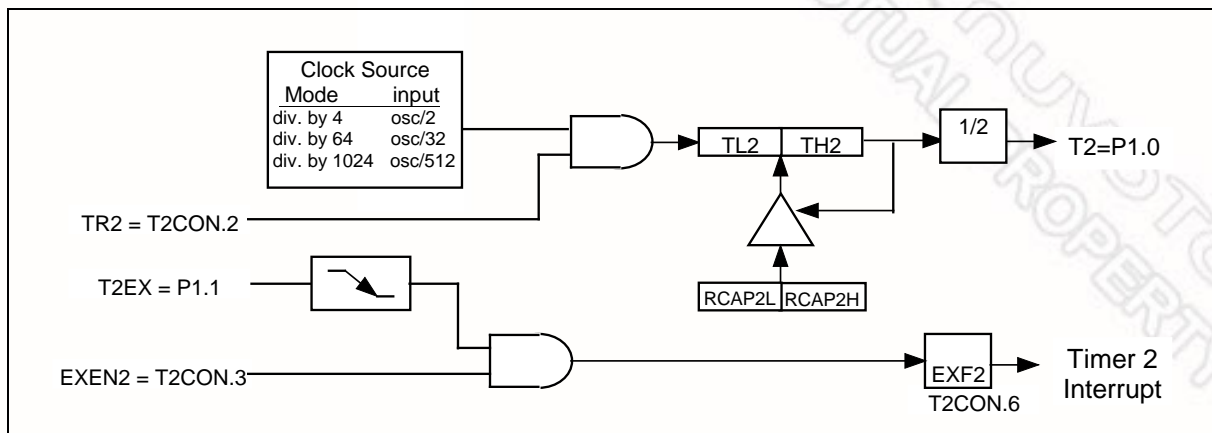 Clock Source
Mode input
div. by 4 osc/2
div. by 64 osc/32
div. by 1024 osc/512
TL2 TH2
1/2
T2=P1.0
TR2 = T2CON.2
T2EX = P1.1
RCAP2L RCAP2H
EXEN2 = T2CON.3
EXF2
T2CON.6
Timer 2
Interrupt